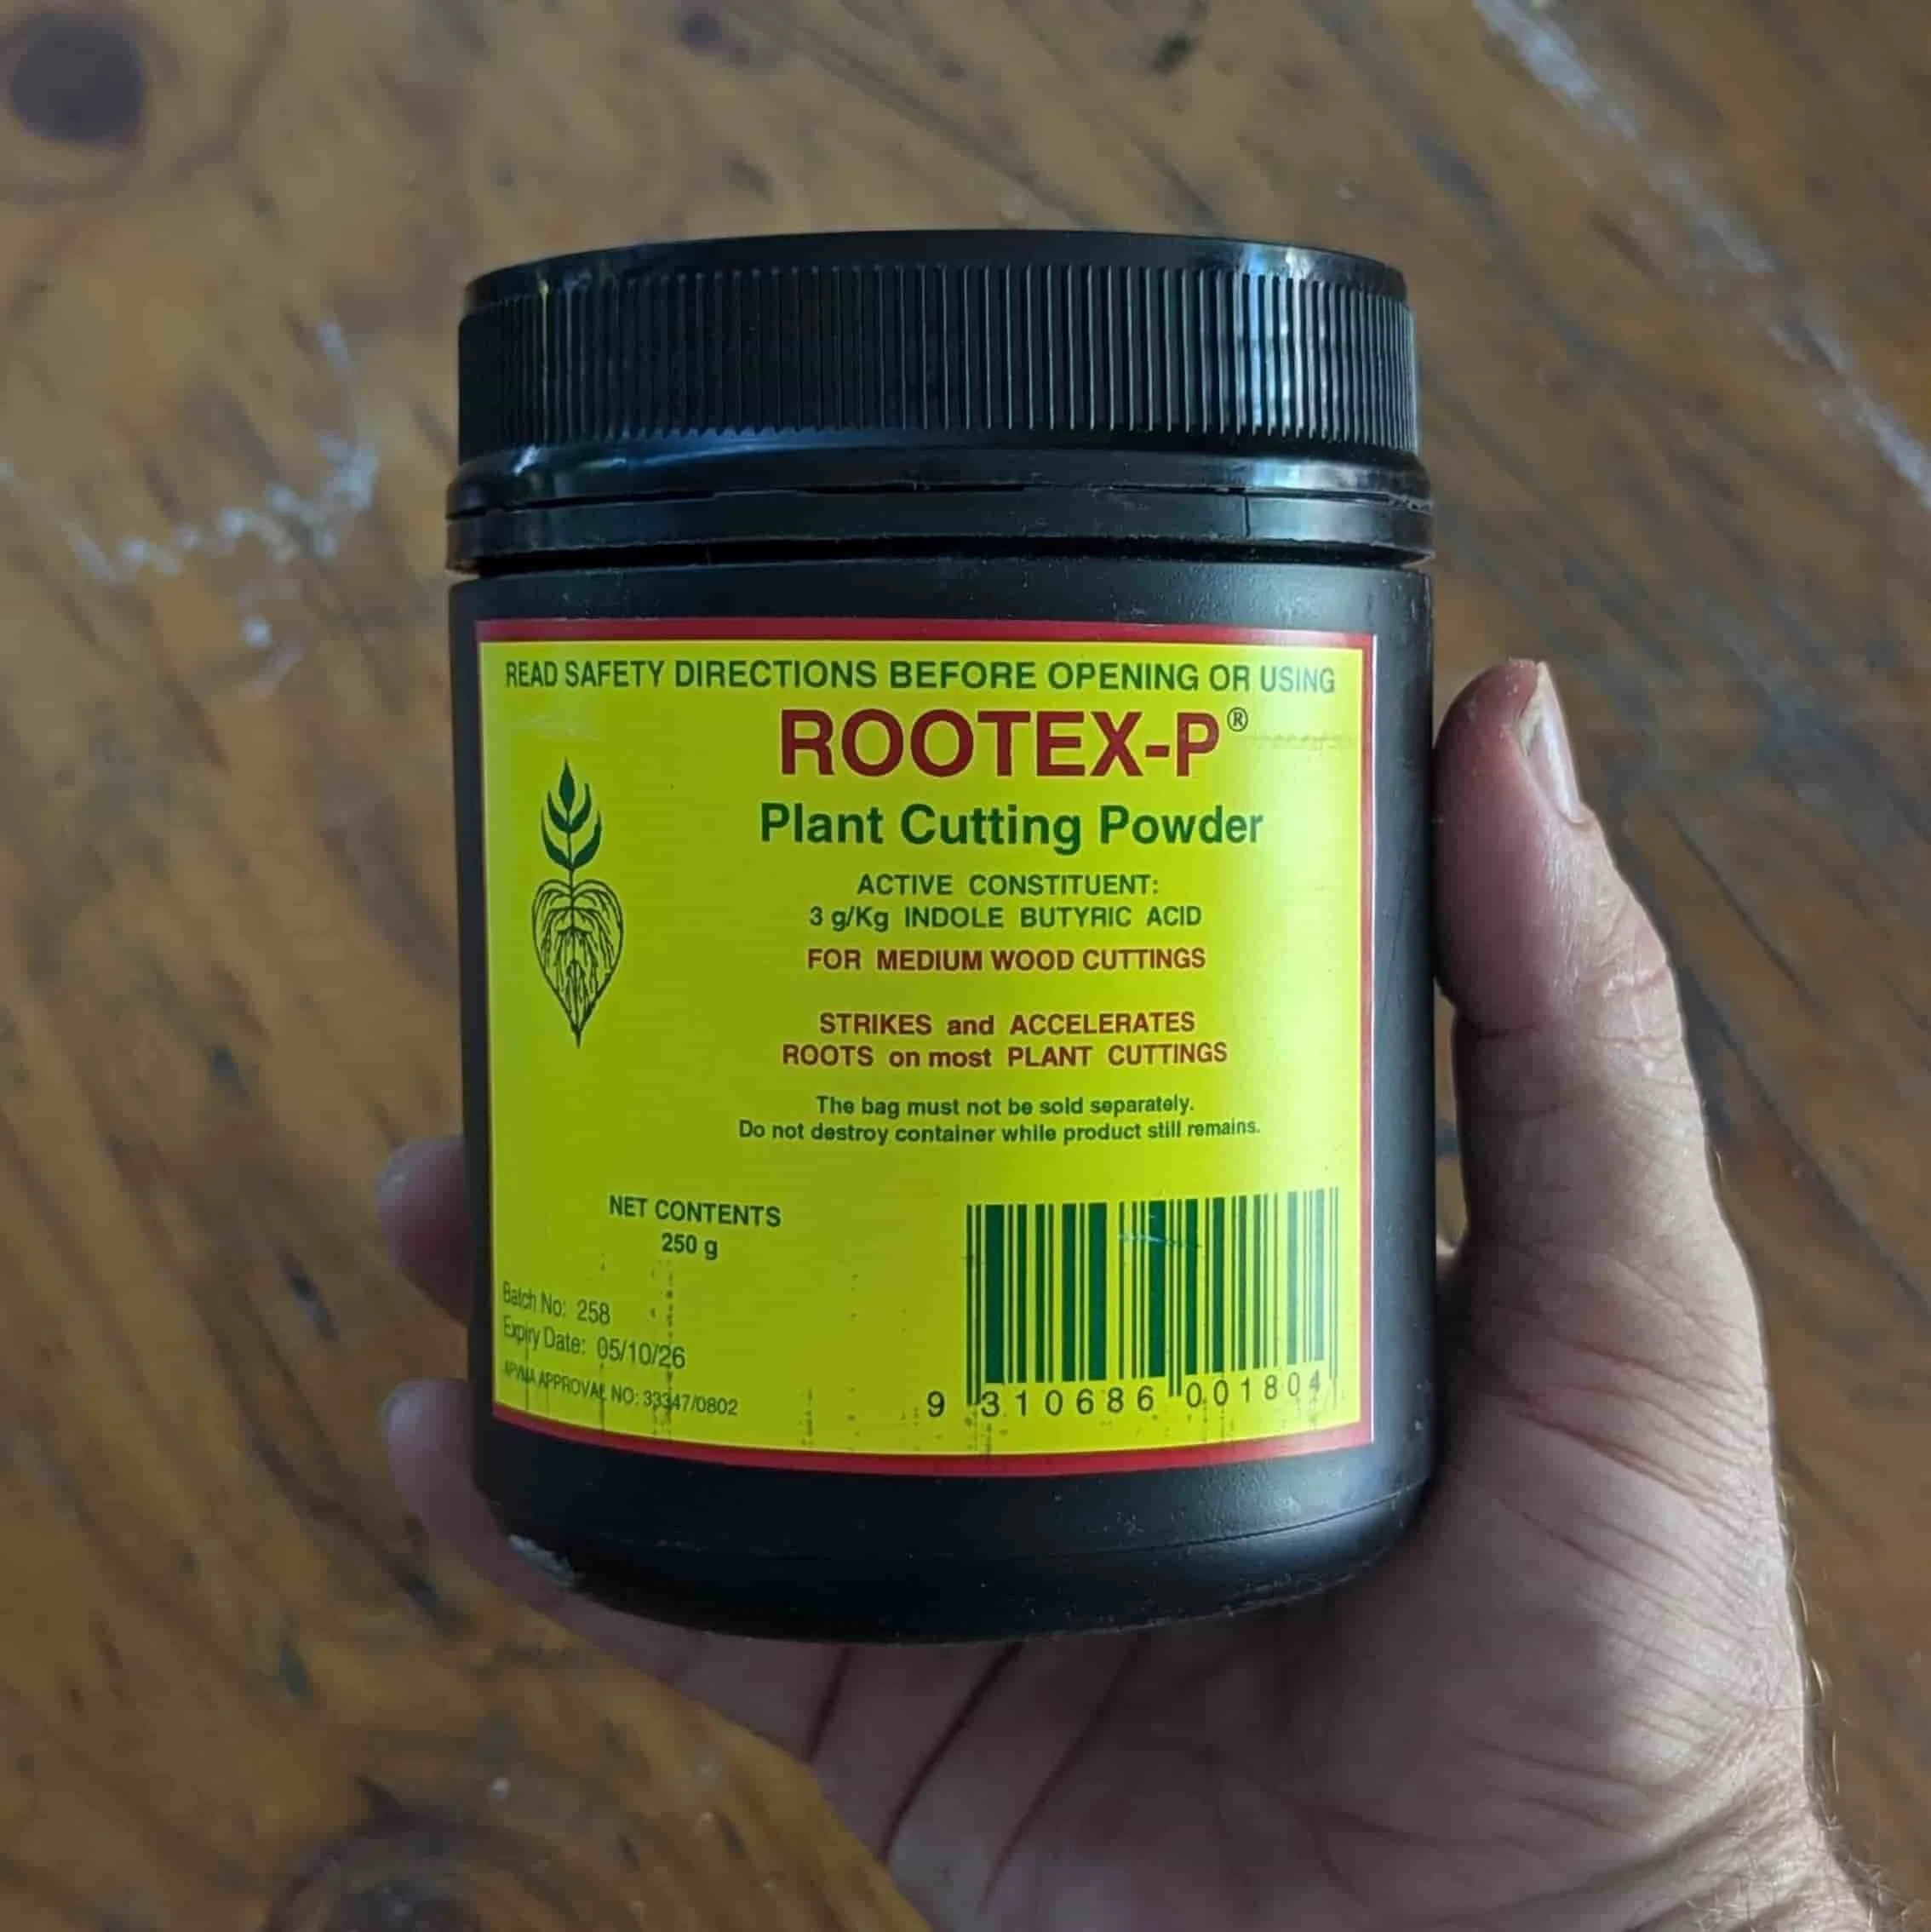 READ SAFETY DIRECTIONS BEFORE OPENING OR USING
ROOTEX-P®
Plant Cutting Powder
ACTIVE CONSTITUENT:
3 g/Kg INDOLE BUTYRIC ACID
FOR MEDIUM WOOD CUTTINGS
STRIKES and ACCELERATES
ROOTS on most PLANT CUTTINGS
The bag must not be sold separately.
Do not destroy container while product still remains.
NET CONTENTS
250 g
Batch No: 258
Expiry Date: 05/10/26
APVMA APPROVAL NO: 33347/0802
9 310686 001804